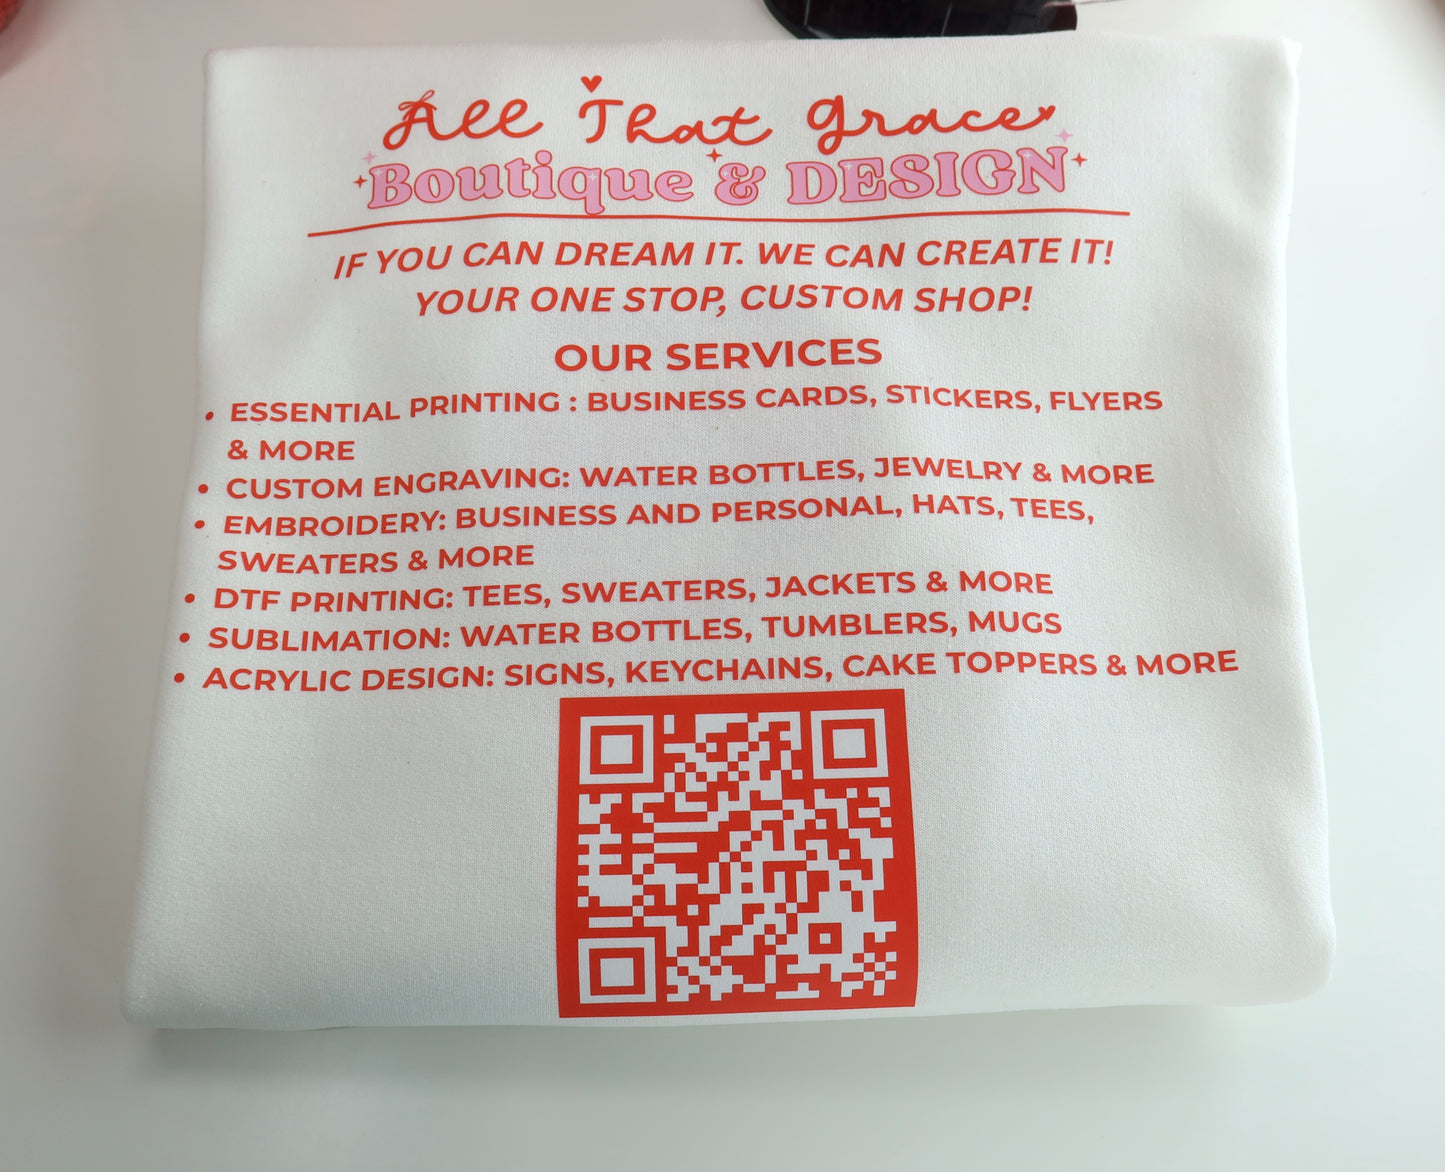 All That Grace
Boutique & DESIGN
IF YOU CAN DREAM IT. WE CAN CREATE IT!
YOUR ONE STOP, CUSTOM SHOP!
OUR SERVICES
• ESSENTIAL PRINTING : BUSINESS CARDS, STICKERS, FLYERS
& MORE
• CUSTOM ENGRAVING: WATER BOTTLES, JEWELRY & MORE
• EMBROIDERY: BUSINESS AND PERSONAL, HATS, TEES,
SWEATERS & MORE
• DTF PRINTING: TEES, SWEATERS, JACKETS & MORE
• SUBLIMATION: WATER BOTTLES, TUMBLERS, MUGS
• ACRYLIC DESIGN: SIGNS, KEYCHAINS, CAKE TOPPERS & MORE